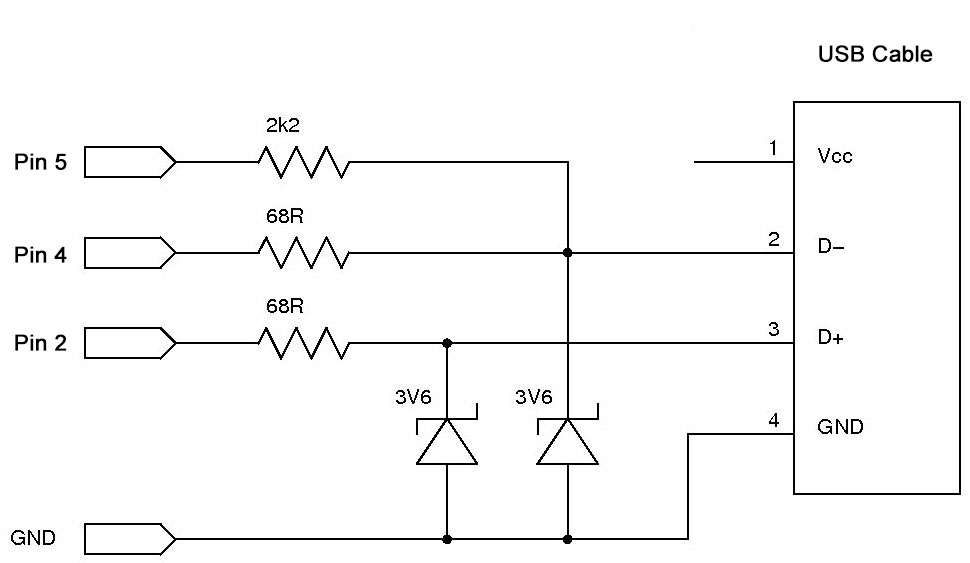 USB Cable
2k2
Pin 5
1
Vcc
68R
Pin 4
2
D−
68R
Pin 2
3
D+
3V6
3V6
4
GND
GND